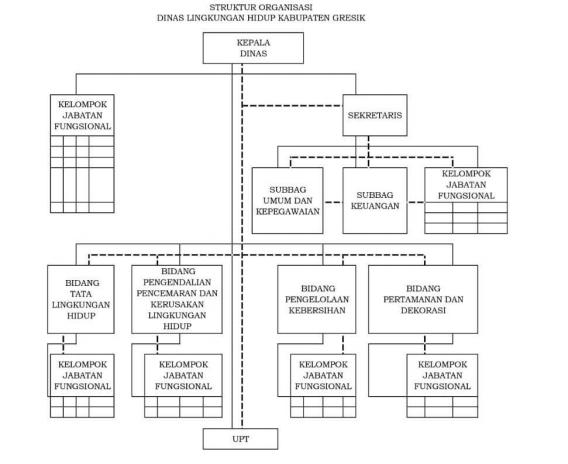 STRUKTUR ORGANISASI
DINAS LINGKUNGAN HIDUP KABUPATEN GRESIK
KEPALA
DINAS
KELOMPOK
JABATAN
FUNGSIONAL
SEKRETARIS
SUBBAG
UMUM DAN
KEPEGAWAIAN
SUBBAG
KEUANGAN
KELOMPOK
JABATAN
FUNGSIONAL
BIDANG
TATA
LINGKUNGAN
HIDUP
BIDANG
PENGENDALIAN
PENCEMARAN DAN
KERUSAKAN
LINGKUNGAN
HIDUP
BIDANG
PENGELOLAAN
KEBERSIHAN
BIDANG
PERTAMANAN DAN
DEKORASI
KELOMPOK
JABATAN
FUNGSIONAL
KELOMPOK
JABATAN
FUNGSIONAL
KELOMPOK
JABATAN
FUNGSIONAL
KELOMPOK
JABATAN
FUNGSIONAL
UPT